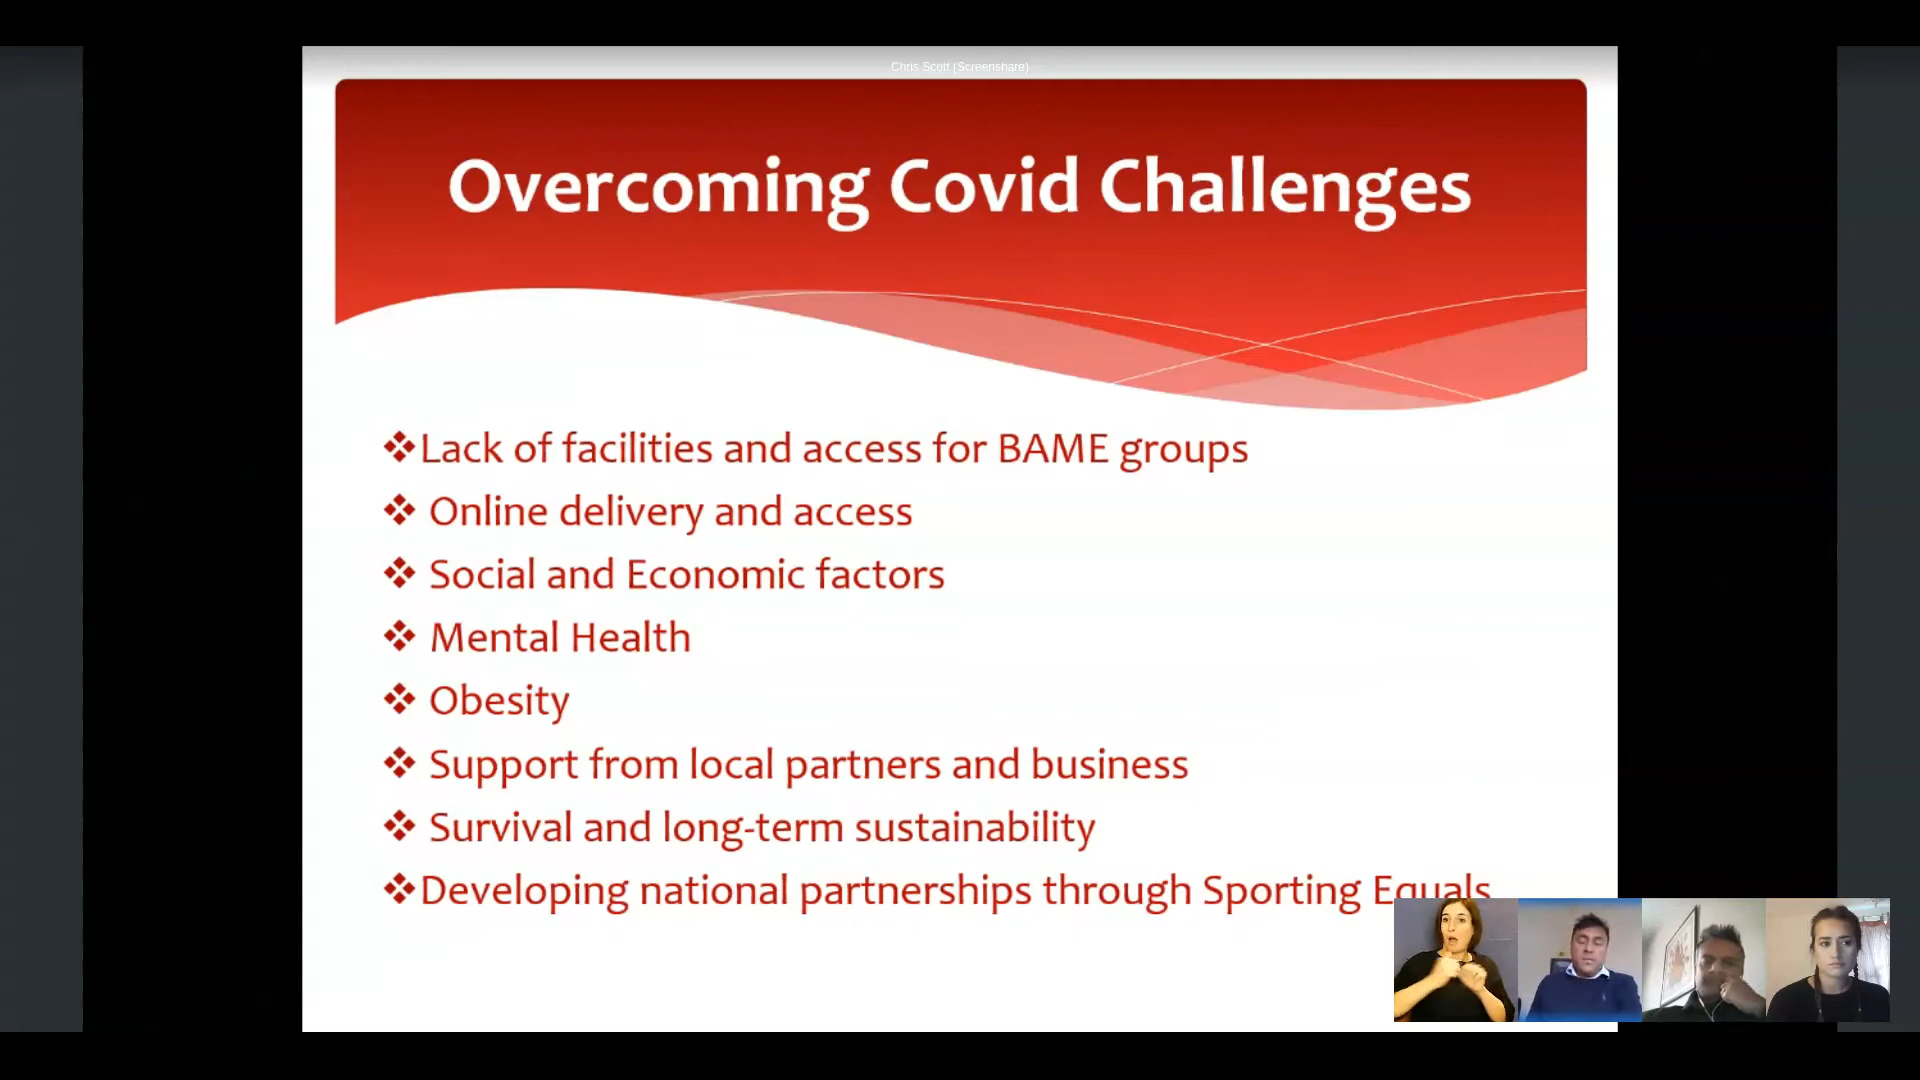 Chris Scott (Screenshare)
Overcoming Covid Challenges
❖Lack of facilities and access for BAME groups
❖ Online delivery and access
❖ Social and Economic factors
❖ Mental Health
❖ Obesity
❖ Support from local partners and business
❖ Survival and long-term sustainability
❖Developing national partnerships through Sporting Equals